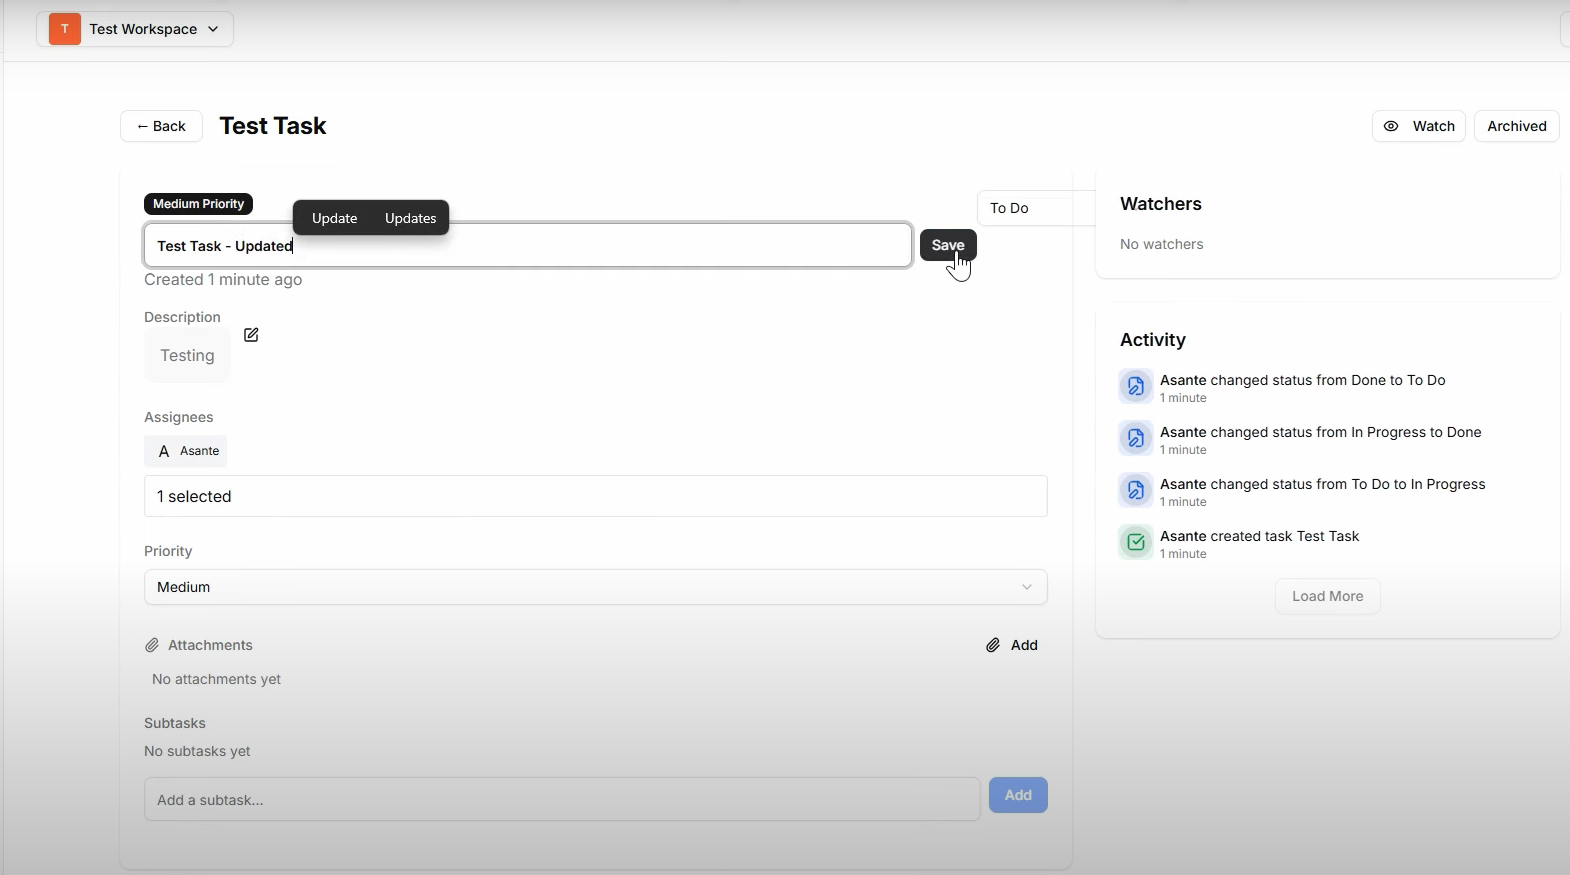 T Test Workspace
← Back
Test Task
Watch
Archived
Medium Priority
Update Updates
Test Task - Updated
Save
To Do
Created 1 minute ago
Description
Testing
Assignees
A Asante
1 selected
Priority
Medium
Attachments
Add
No attachments yet
Subtasks
No subtasks yet
Add a subtask...
Add
Watchers
No watchers
Activity
Asante changed status from Done to To Do
1 minute
Asante changed status from In Progress to Done
1 minute
Asante changed status from To Do to In Progress
1 minute
Asante created task Test Task
1 minute
Load More